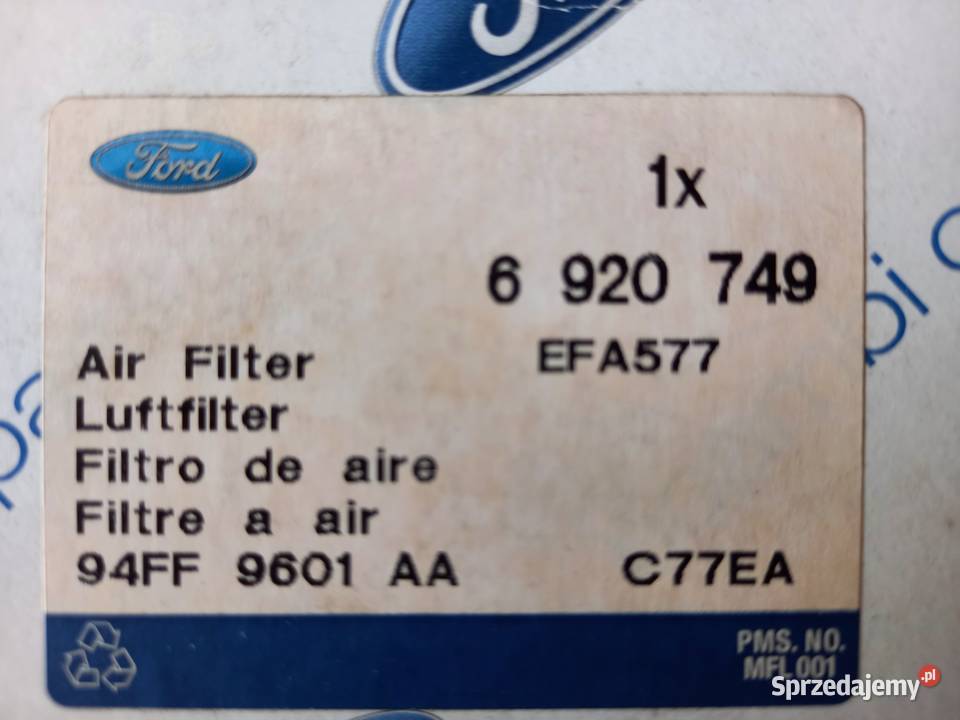 Ford
1x
6 920 749
Air Filter EFA577
Luftfilter
Filtro de aire
Filtre a air
94FF 9601 AA C77EA
PMS. NO.
MFL 001
Sprzedajemy.pl